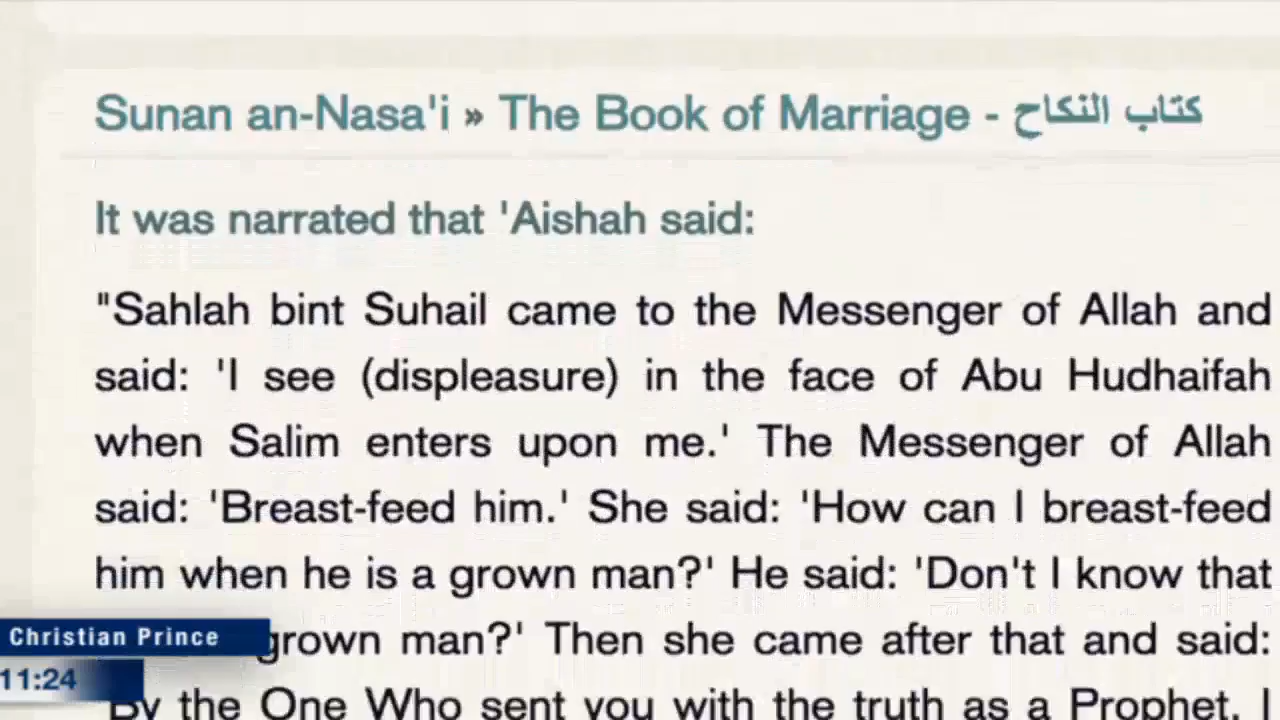 Sunan an-Nasa'i » The Book of Marriage - كتاب النكاح
It was narrated that 'Aishah said:
"Sahlah bint Suhail came to the Messenger of Allah and
said: 'I see (displeasure) in the face of Abu Hudhaifah
when Salim enters upon me.' The Messenger of Allah
said: 'Breast-feed him.' She said: 'How can I breast-feed
him when he is a grown man?' He said: 'Don't I know that
grown man?' Then she came after that and said:
By the One Who sent you with the truth as a Prophet, I
Christian Prince
11:24